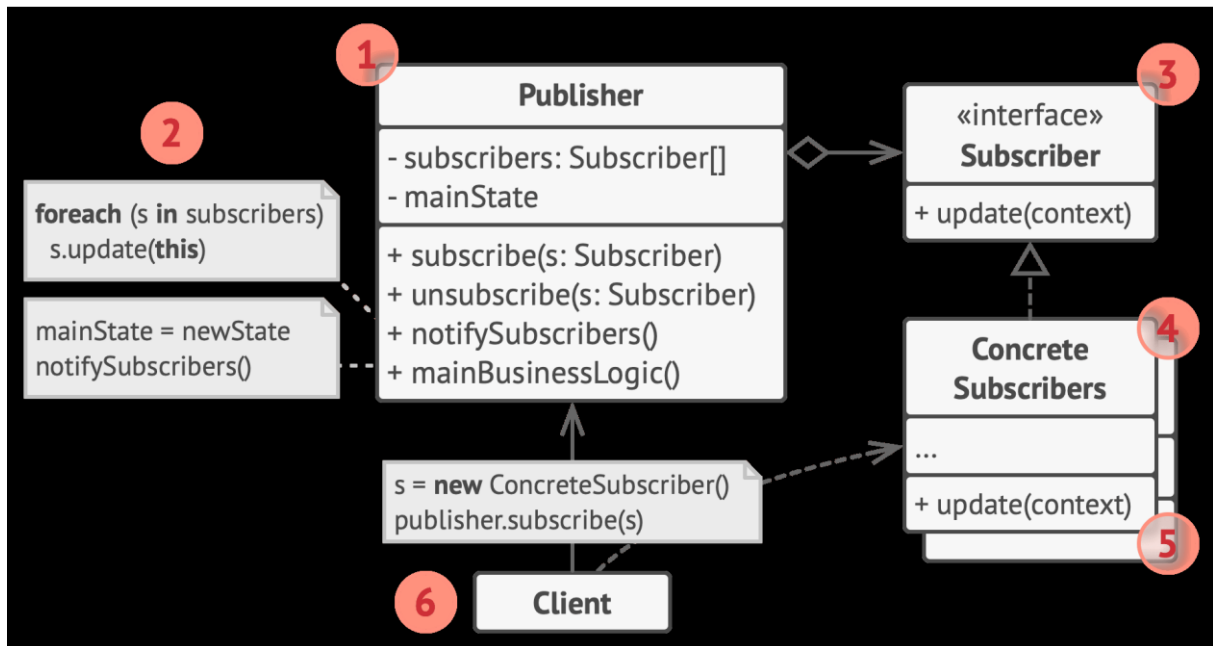 1
Publisher
- subscribers: Subscriber[]
- mainState
+ subscribe(s: Subscriber)
+ unsubscribe(s: Subscriber)
+ notifySubscribers()
+ mainBusinessLogic()
2
foreach (s in subscribers)
s.update(this)
mainState = newState
notifySubscribers()
3
«interface»
Subscriber
+ update(context)
4
Concrete
Subscribers
...
+ update(context)
5
s = new ConcreteSubscriber()
publisher.subscribe(s)
6
Client